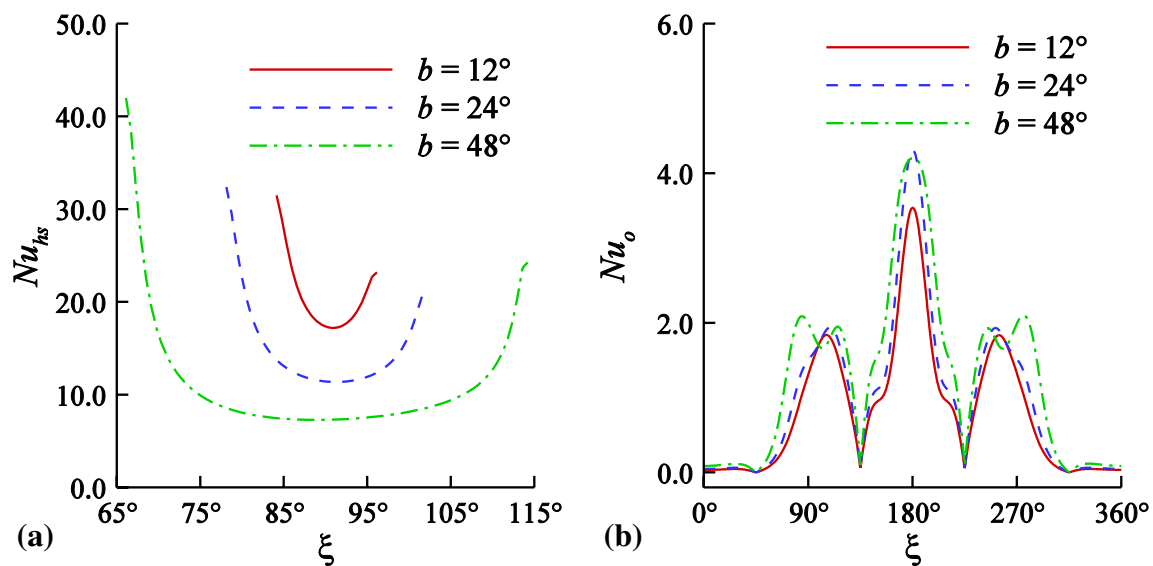 50.0
40.0
30.0
20.0
10.0
0.0
Nu_hs
b = 12°
b = 24°
b = 48°
65° 75° 85° 95° 105° 115°
ξ
(a)
6.0
4.0
2.0
0.0
Nu_o
b = 12°
b = 24°
b = 48°
0° 90° 180° 270° 360°
ξ
(b)